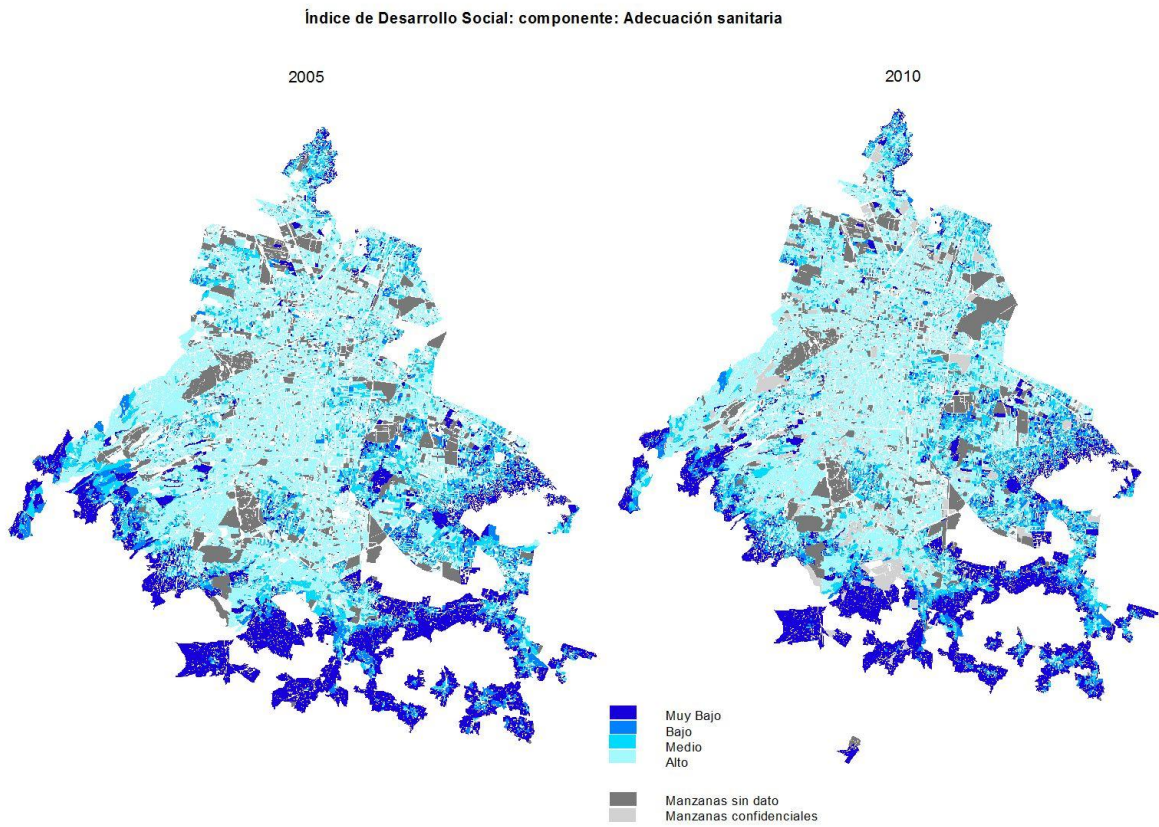 Índice de Desarrollo Social: componente: Adecuación sanitaria
2005
2010
Muy Bajo
Bajo
Medio
Alto
Manzanas sin dato
Manzanas confidenciales